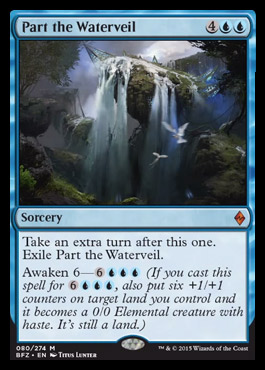 Part the Waterveil 4
Sorcery
Take an extra turn after this one.
Exile Part the Waterveil.
Awaken 6—6 (If you cast
this spell for 6, also put six +1/+1
counters on target land you control and
it becomes a 0/0 Elemental creature with
haste. It's still a land.)
080/274 M
BFZ • EN Titus Lunter
™ & © 2015 Wizards of the Coast